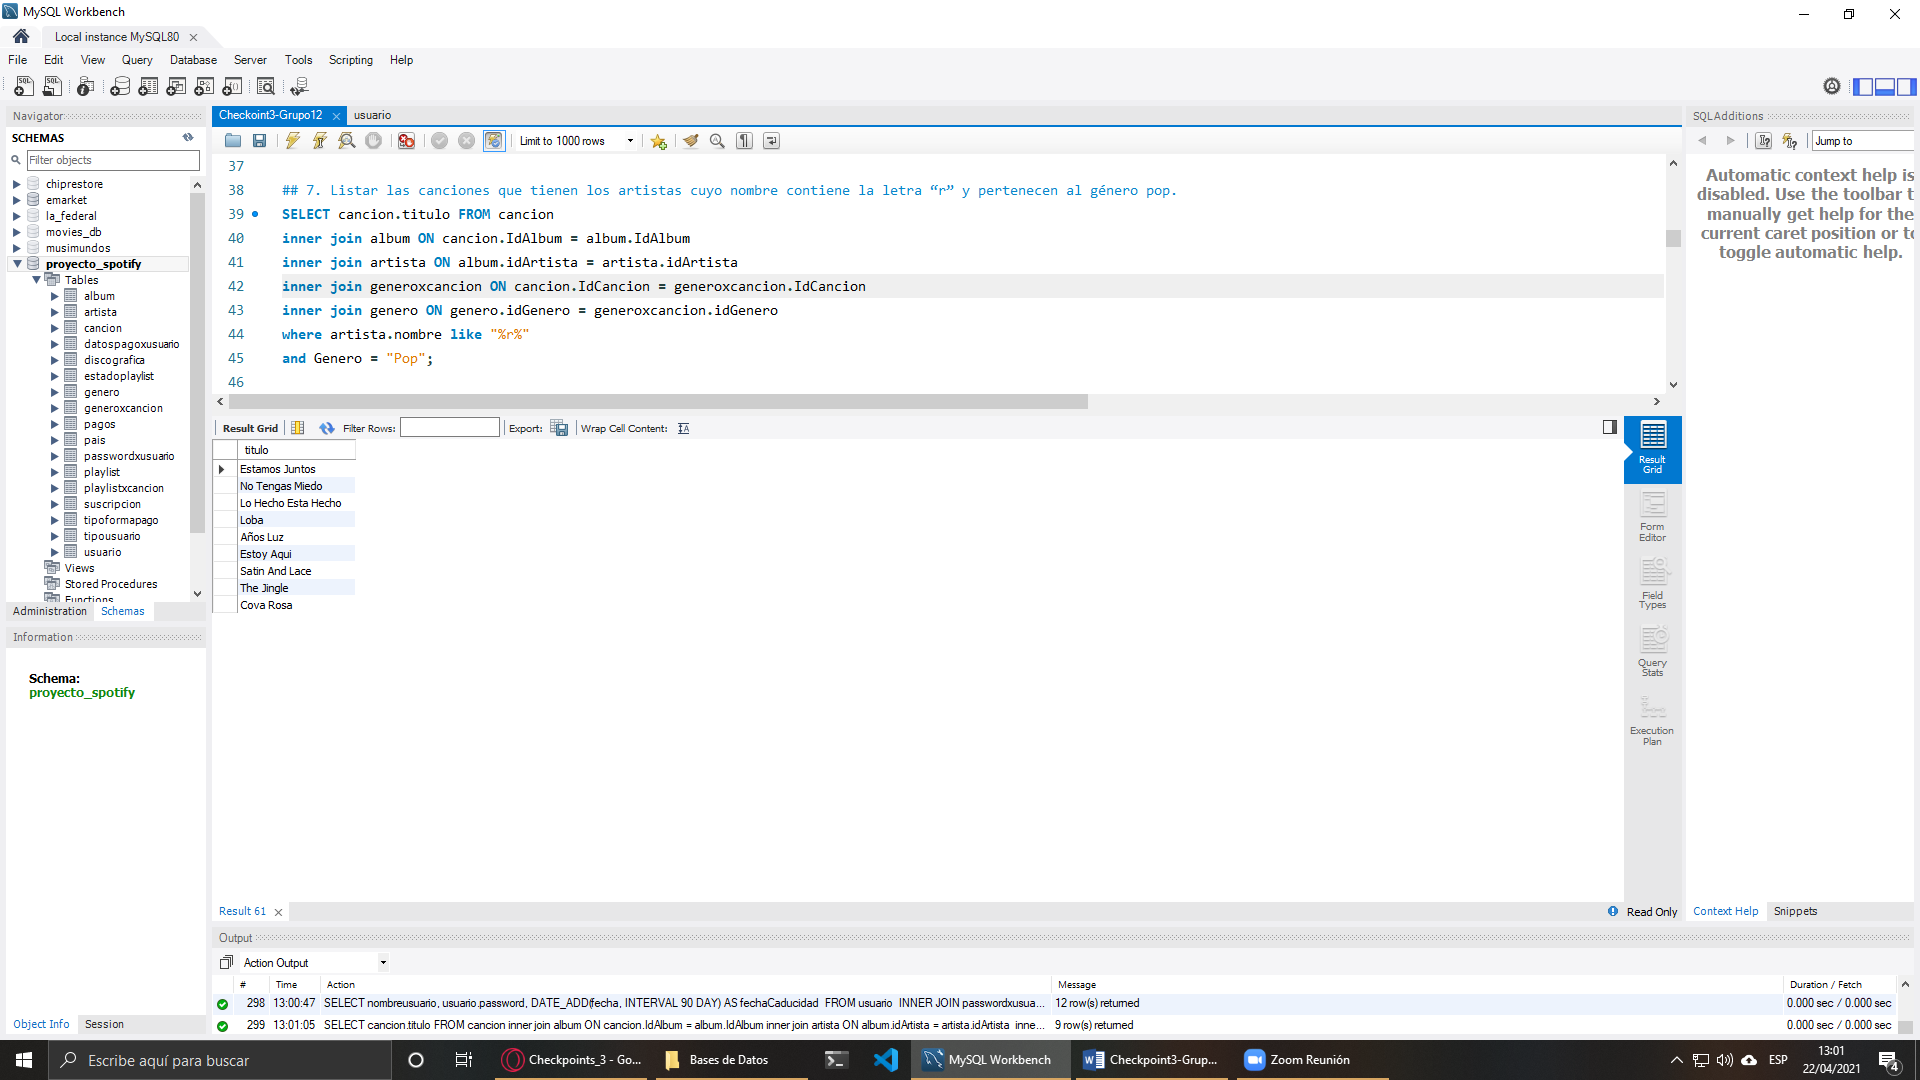 MySQL Workbench
Local instance MySQL80
File Edit View Query Database Server Tools Scripting Help
Navigator
SCHEMAS
Filter objects
chiprestore
emarket
la_federal
movies_db
musimundos
proyecto_spotify
Tables
album
artista
cancion
datospagoxusuario
discografica
estadoplaylist
genero
generoxcancion
pagos
pais
passwordxusuario
playlist
playlistxcancion
suscripcion
tipoformapago
tipousuario
usuario
Views
Stored Procedures
Functions
Administration Schemas
Information
Schema:
proyecto_spotify
Object Info Session
Checkoint3-Grupo12 usuario
Limit to 1000 rows
37
38 ## 7. Listar las canciones que tienen los artistas cuyo nombre contiene la letra “r” y pertenecen al género pop.
39 SELECT cancion.titulo FROM cancion
40 inner join album ON cancion.IdAlbum = album.IdAlbum
41 inner join artista ON album.idArtista = artista.idArtista
42 inner join generoxcancion ON cancion.IdCancion = generoxcancion.IdCancion
43 inner join genero ON genero.idGenero = generoxcancion.idGenero
44 where artista.nombre like "%r%"
45 and Genero = "Pop";
46
Result Grid Filter Rows: Export: Wrap Cell Content:
titulo
Estamos Juntos
No Tengas Miedo
Lo Hecho Esta Hecho
Loba
Años Luz
Estoy Aqui
Satin And Lace
The Jingle
Cova Rosa
Result Grid
Form Editor
Field Types
Query Stats
Execution Plan
Result 61
Read Only
SQLAdditions
Jump to
Automatic context help is
disabled. Use the toolbar t
manually get help for the
current caret position or to
toggle automatic help.
Context Help Snippets
Output
Action Output
# Time Action Message Duration / Fetch
298 13:00:47 SELECT nombreusuario, usuario.password, DATE_ADD(fecha, INTERVAL 90 DAY) AS fechaCaducidad FROM usuario INNER JOIN passwordxusua... 12 row(s) returned 0.000 sec / 0.000 sec
299 13:01:05 SELECT cancion.titulo FROM cancion inner join album ON cancion.IdAlbum = album.IdAlbum inner join artista ON album.idArtista = artista.idArtista inne... 9 row(s) returned 0.000 sec / 0.000 sec
Escribe aquí para buscar
Checkpoints_3 - Go...
Bases de Datos
MySQL Workbench
Checkpoint3-Grup...
Zoom Reunión
ESP
13:01
22/04/2021
4